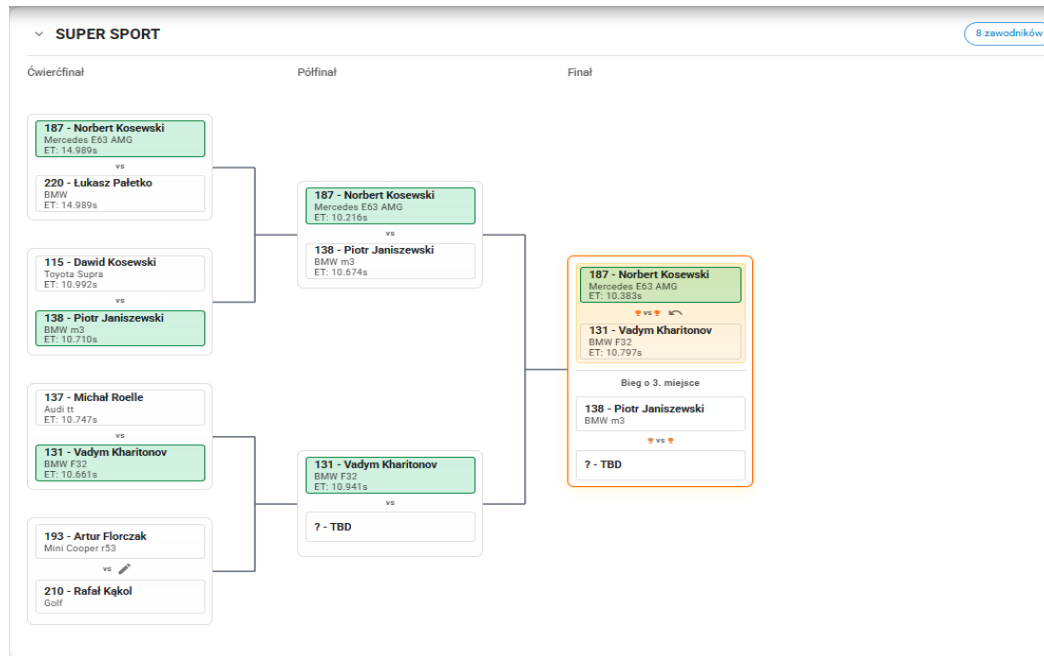 SUPER SPORT
8 zawodników
Ćwierćfinał
Półfinał
Finał
187 - Norbert Kosewski
Mercedes E63 AMG
ET: 14.989s
vs
220 - Łukasz Pałetko
BMW
ET: 14.989s
115 - Dawid Kosewski
Toyota Supra
ET: 10.992s
vs
138 - Piotr Janiszewski
BMW m3
ET: 10.710s
137 - Michał Roelle
Audi tt
ET: 10.747s
vs
131 - Vadym Kharitonov
BMW F32
ET: 10.661s
193 - Artur Florczak
Mini Cooper r53
vs
210 - Rafał Kąkol
Golf
187 - Norbert Kosewski
Mercedes E63 AMG
ET: 10.216s
vs
138 - Piotr Janiszewski
BMW m3
ET: 10.674s
131 - Vadym Kharitonov
BMW F32
ET: 10.941s
vs
? - TBD
187 - Norbert Kosewski
Mercedes E63 AMG
ET: 10.383s
vs
131 - Vadym Kharitonov
BMW F32
ET: 10.797s
Bieg o 3. miejsce
138 - Piotr Janiszewski
BMW m3
vs
? - TBD